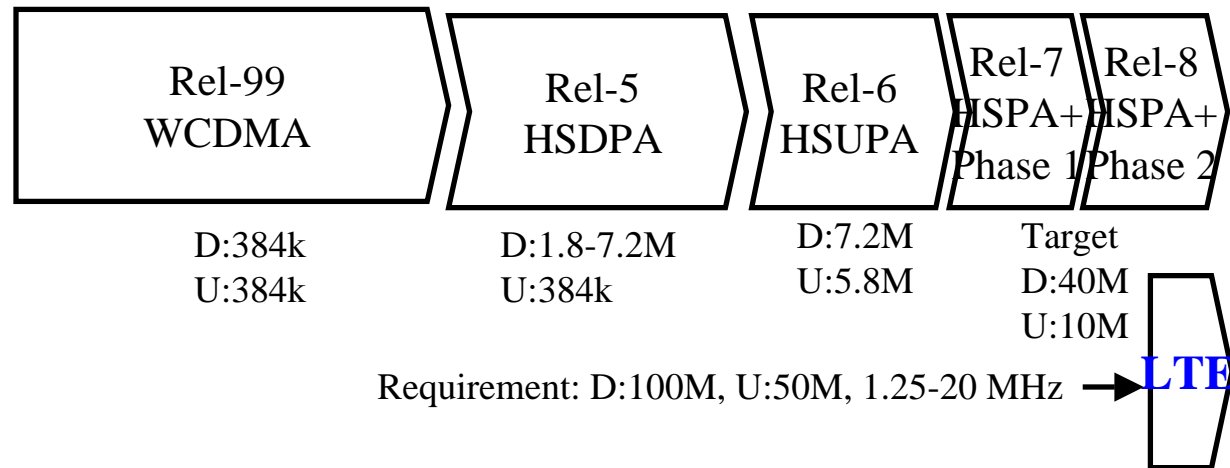 Rel-99
WCDMA
Rel-5
HSDPA
Rel-6
HSUPA
Rel-7
HSPA+
Phase 1
Rel-8
HSPA+
Phase 2
D:384k
U:384k
D:1.8-7.2M
U:384k
D:7.2M
U:5.8M
Target
D:40M
U:10M
Requirement: D:100M, U:50M, 1.25-20 MHz
LTE